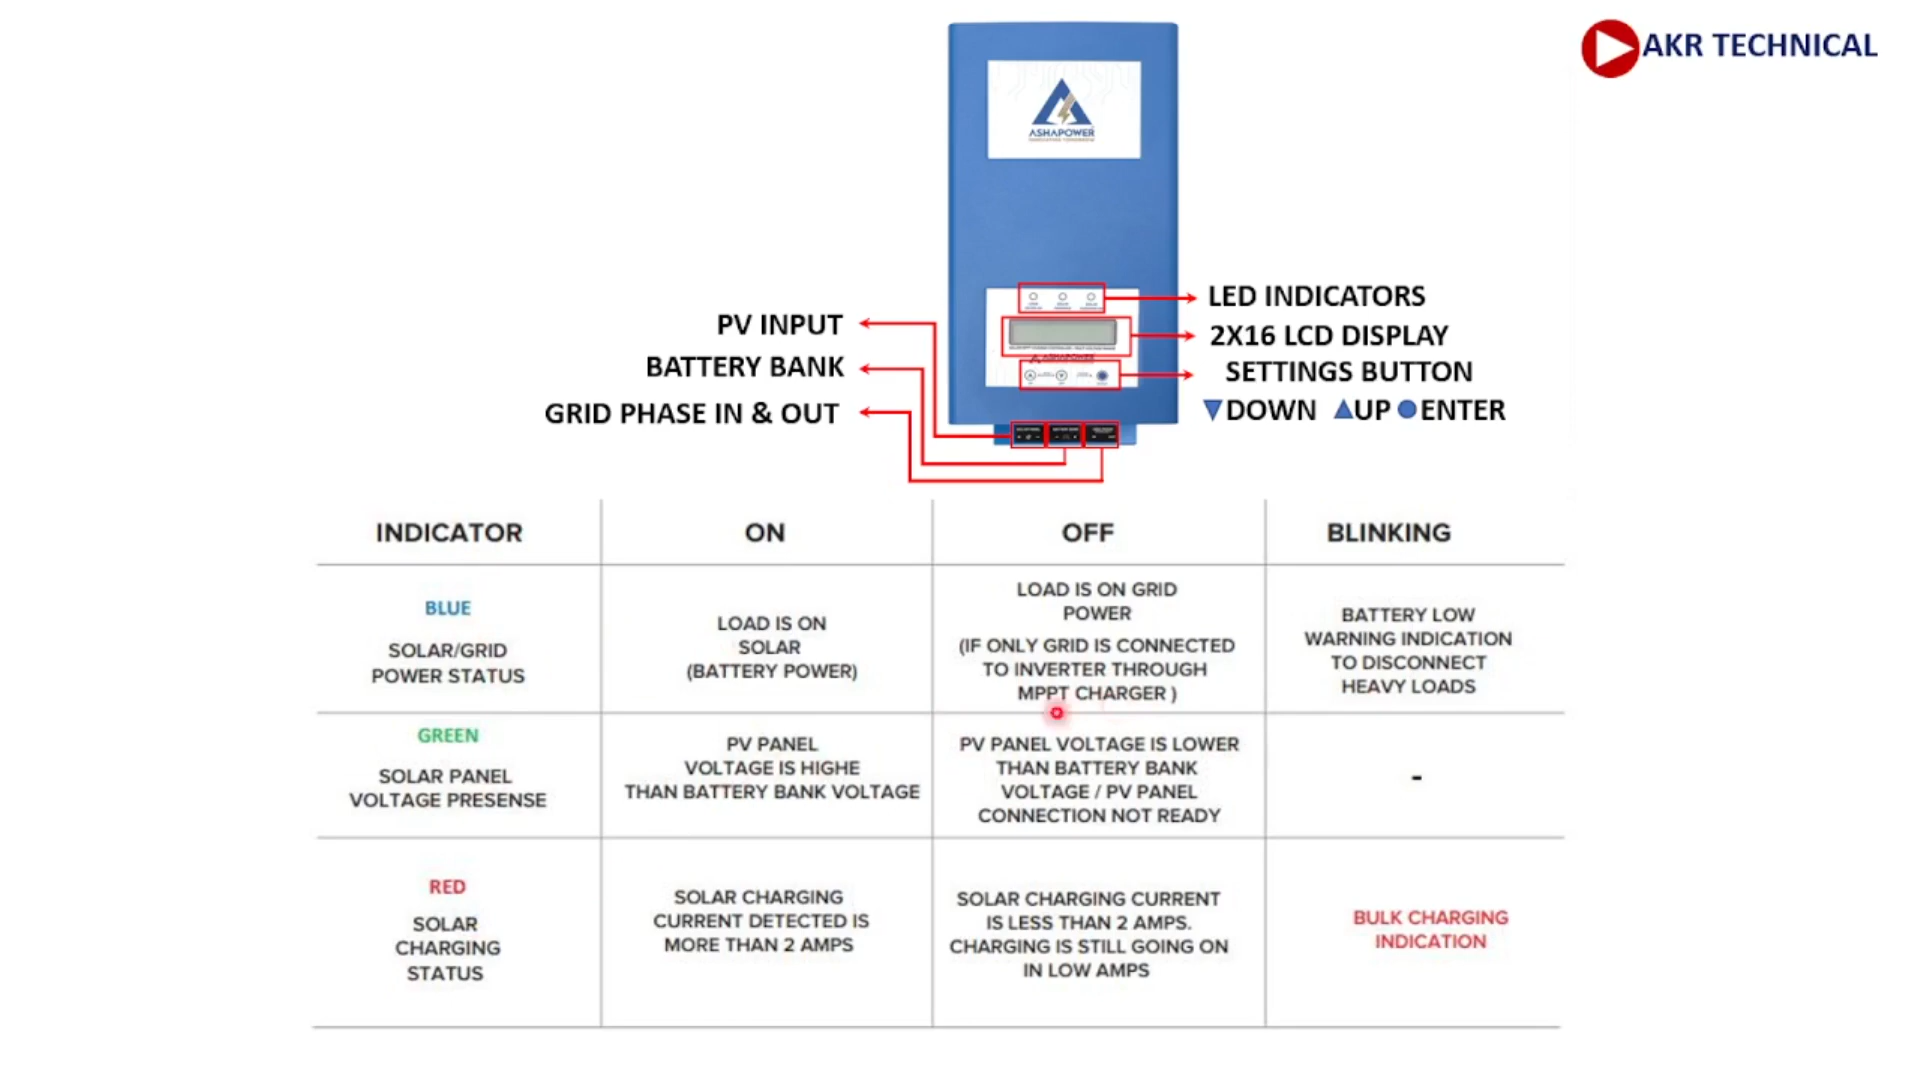 AKR TECHNICAL
ASHAPOWER
LED INDICATORS
PV INPUT
2X16 LCD DISPLAY
BATTERY BANK
SETTINGS BUTTON
GRID PHASE IN & OUT
▼DOWN ▲UP ●ENTER
ASHAPOWER
INDICATOR
ON
OFF
BLINKING
BLUE
SOLAR/GRID
POWER STATUS
LOAD IS ON
SOLAR
(BATTERY POWER)
LOAD IS ON GRID
POWER
(IF ONLY GRID IS CONNECTED
TO INVERTER THROUGH
MPPT CHARGER )
BATTERY LOW
WARNING INDICATION
TO DISCONNECT
HEAVY LOADS
GREEN
SOLAR PANEL
VOLTAGE PRESENSE
PV PANEL
VOLTAGE IS HIGHE
THAN BATTERY BANK VOLTAGE
PV PANEL VOLTAGE IS LOWER
THAN BATTERY BANK
VOLTAGE / PV PANEL
CONNECTION NOT READY
-
RED
SOLAR
CHARGING
STATUS
SOLAR CHARGING
CURRENT DETECTED IS
MORE THAN 2 AMPS
SOLAR CHARGING CURRENT
IS LESS THAN 2 AMPS.
CHARGING IS STILL GOING ON
IN LOW AMPS
BULK CHARGING
INDICATION